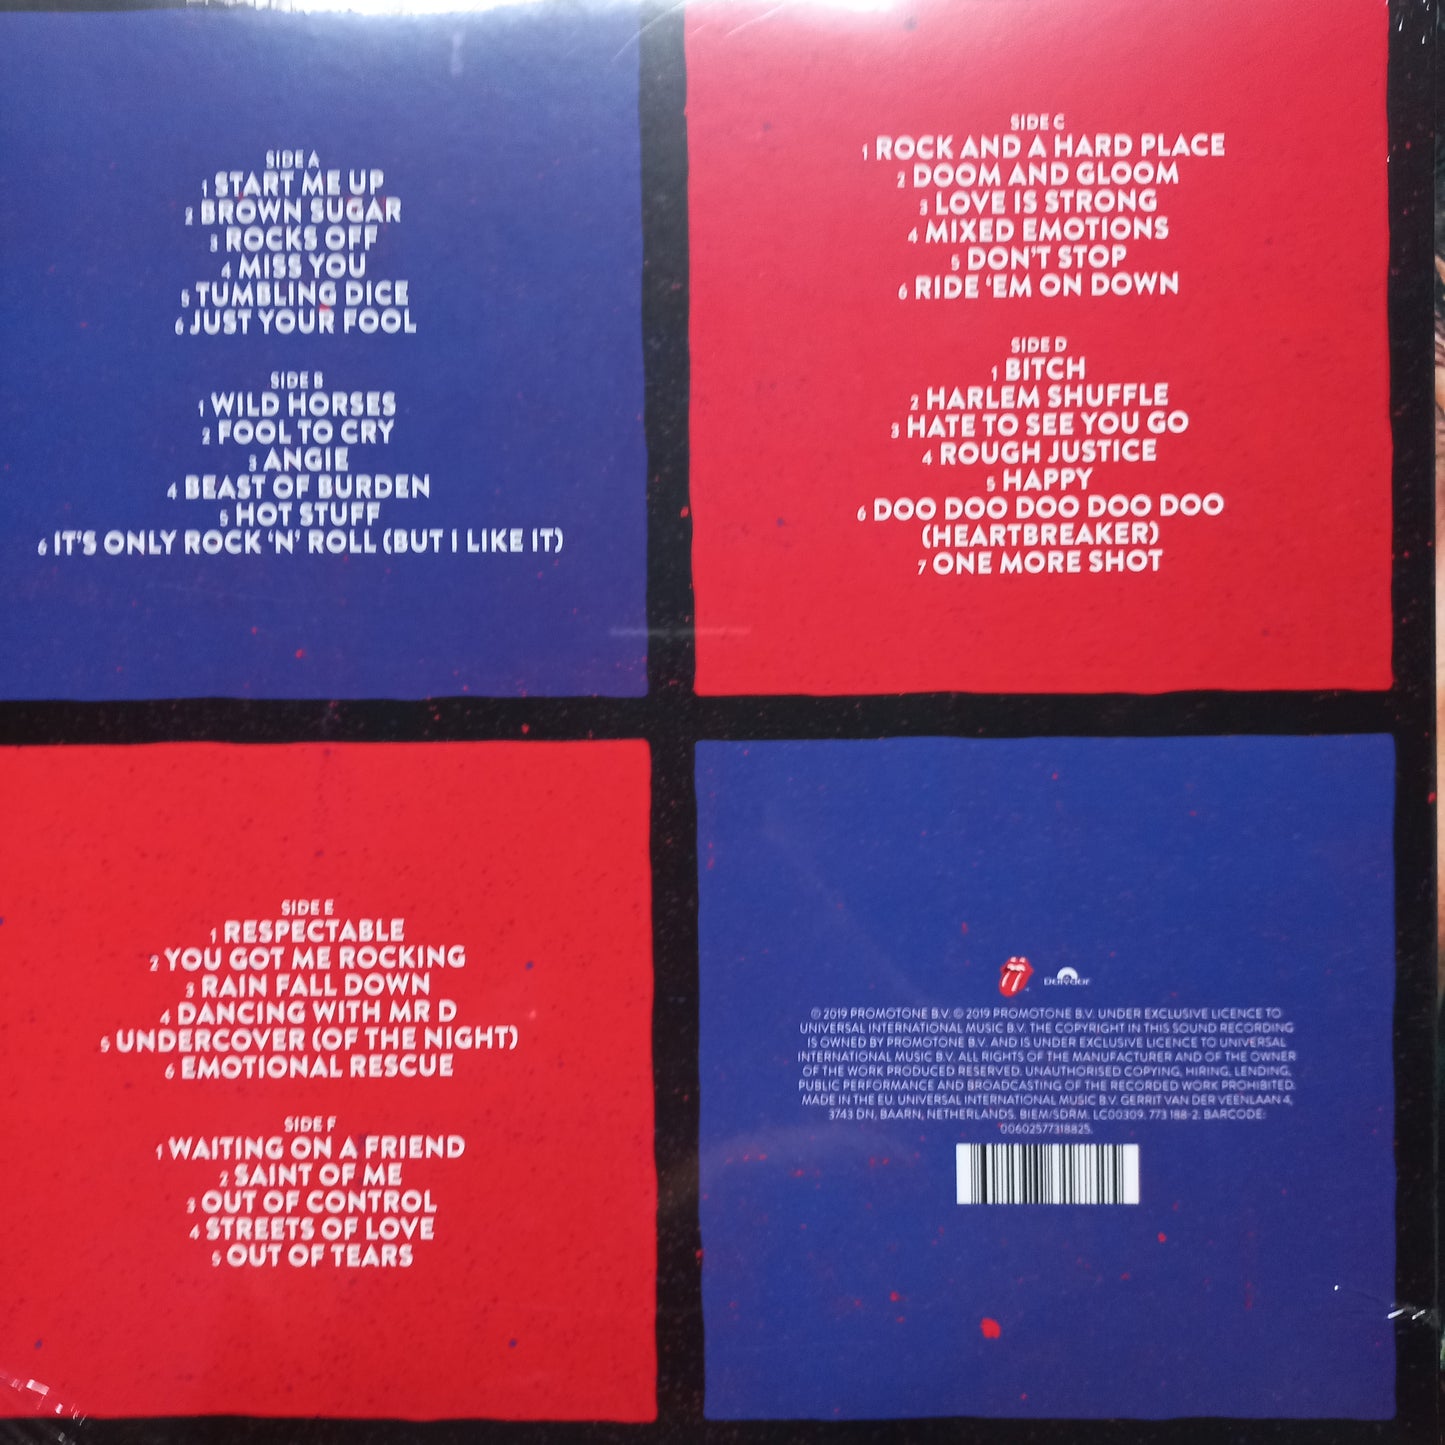 SIDE A
1 START ME UP
2 BROWN SUGAR
3 ROCKS OFF
4 MISS YOU
5 TUMBLING DICE
6 JUST YOUR FOOL
SIDE B
1 WILD HORSES
2 FOOL TO CRY
3 ANGIE
4 BEAST OF BURDEN
5 HOT STUFF
6 IT'S ONLY ROCK 'N' ROLL (BUT I LIKE IT)
SIDE C
1 ROCK AND A HARD PLACE
2 DOOM AND GLOOM
3 LOVE IS STRONG
4 MIXED EMOTIONS
5 DON'T STOP
6 RIDE 'EM ON DOWN
SIDE D
1 BITCH
2 HARLEM SHUFFLE
3 HATE TO SEE YOU GO
4 ROUGH JUSTICE
5 HAPPY
6 DOO DOO DOO DOO DOO
(HEARTBREAKER)
7 ONE MORE SHOT
SIDE E
1 RESPECTABLE
2 YOU GOT ME ROCKING
3 RAIN FALL DOWN
4 DANCING WITH MR D
5 UNDERCOVER (OF THE NIGHT)
6 EMOTIONAL RESCUE
SIDE F
1 WAITING ON A FRIEND
2 SAINT OF ME
3 OUT OF CONTROL
4 STREETS OF LOVE
5 OUT OF TEARS
Polydor
℗ 2019 PROMOTONE B.V. © 2019 PROMOTONE B.V. UNDER EXCLUSIVE LICENCE TO
UNIVERSAL INTERNATIONAL MUSIC B.V. THE COPYRIGHT IN THIS SOUND RECORDING
IS OWNED BY PROMOTONE B.V. AND IS UNDER EXCLUSIVE LICENCE TO UNIVERSAL
INTERNATIONAL MUSIC B.V. ALL RIGHTS OF THE MANUFACTURER AND OF THE OWNER
OF THE WORK PRODUCED RESERVED. UNAUTHORISED COPYING, HIRING, LENDING,
PUBLIC PERFORMANCE AND BROADCASTING OF THE RECORDED WORK PROHIBITED.
MADE IN THE EU. UNIVERSAL INTERNATIONAL MUSIC B.V. GERRIT VAN DER VEENLAAN 4,
3743 DN, BAARN, NETHERLANDS. BIEM/SDRM. LC00309. 773 188-2. BARCODE:
00602577318825.